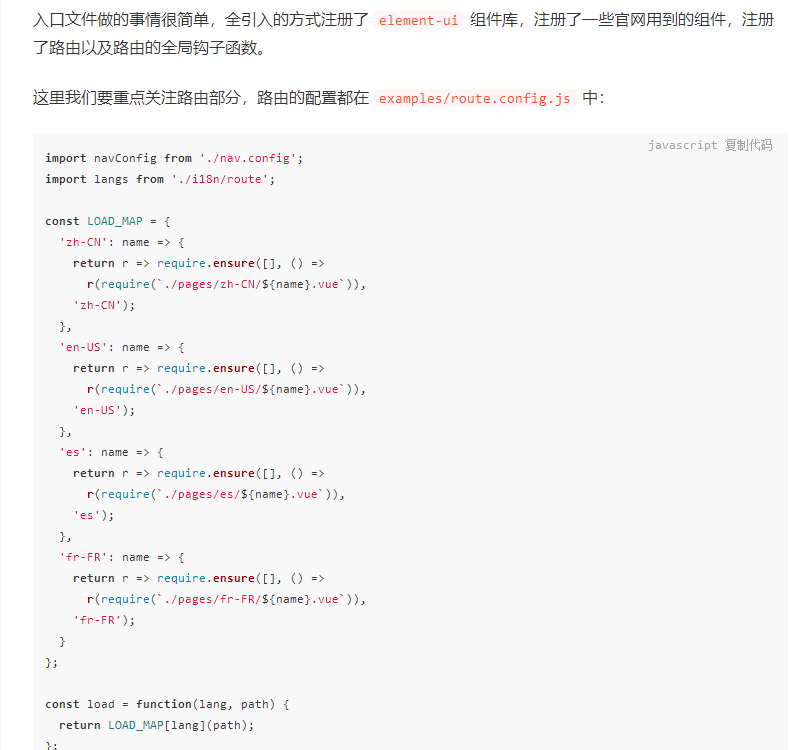 入口文件做的事情很简单，全引入的方式注册了 element-ui 组件库，注册了一些官网用到的组件，注册
了路由以及路由的全局钩子函数。
这里我们要重点关注路由部分，路由的配置都在 examples/route.config.js 中：
javascript 复制代码
import navConfig from './nav.config';
import langs from './i18n/route';

const LOAD_MAP = {
  'zh-CN': name => {
    return r => require.ensure([], () =>
      r(require(`./pages/zh-CN/${name}.vue`)),
    'zh-CN');
  },
  'en-US': name => {
    return r => require.ensure([], () =>
      r(require(`./pages/en-US/${name}.vue`)),
    'en-US');
  },
  'es': name => {
    return r => require.ensure([], () =>
      r(require(`./pages/es/${name}.vue`)),
    'es');
  },
  'fr-FR': name => {
    return r => require.ensure([], () =>
      r(require(`./pages/fr-FR/${name}.vue`)),
    'fr-FR');
  }
};

const load = function(lang, path) {
  return LOAD_MAP[lang](path);
};